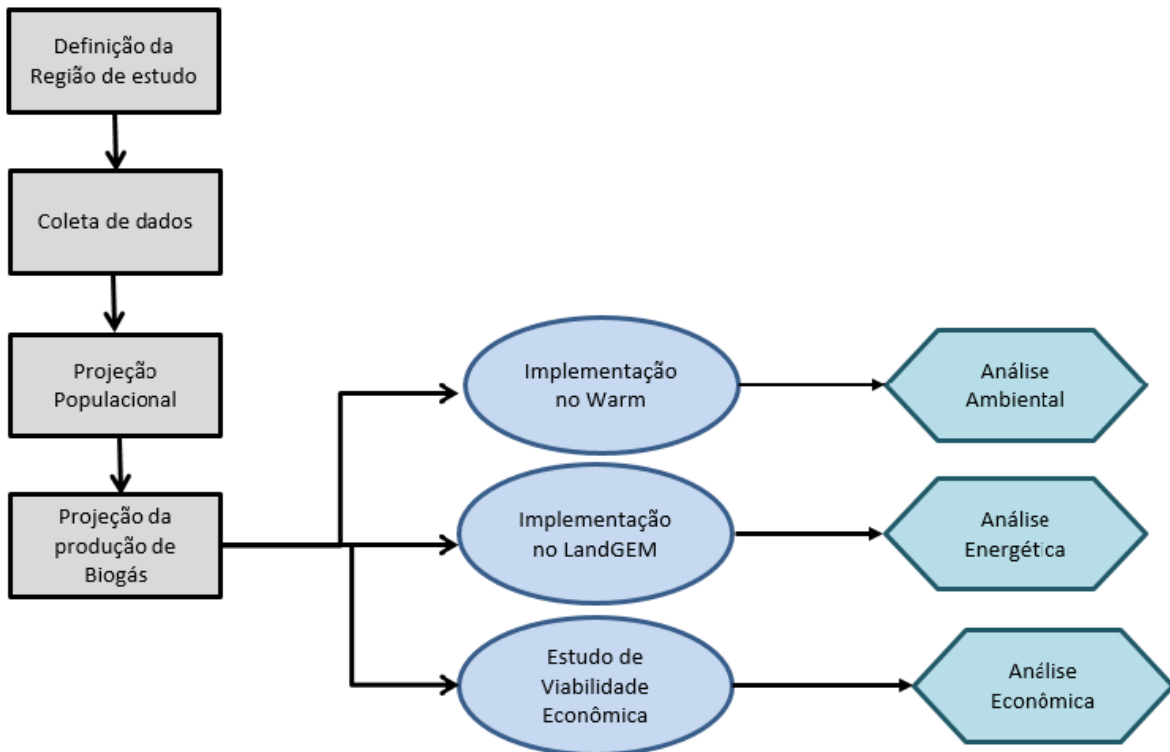 Definição da
Região de estudo
Coleta de dados
Projeção
Populacional
Projeção da
produção de
Biogás
Implementação
no Warm
Análise
Ambiental
Implementação
no LandGEM
Análise
Energética
Estudo de
Viabilidade
Econômica
Análise
Econômica